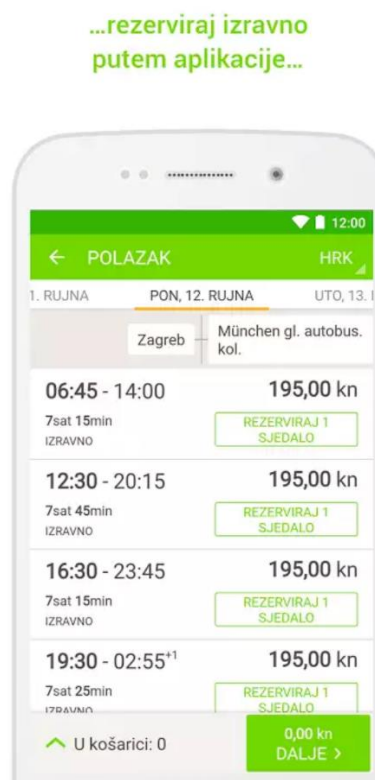 ...rezerviraj izravno
putem aplikacije...
12:00
← POLAZAK HRK
1. RUJNA PON, 12. RUJNA UTO, 13.
Zagreb München gl. autobus.
kol.
06:45 - 14:00 195,00 kn
7sat 15min REZERVIRAJ 1
IZRAVNO SJEDALO
12:30 - 20:15 195,00 kn
7sat 45min REZERVIRAJ 1
IZRAVNO SJEDALO
16:30 - 23:45 195,00 kn
7sat 15min REZERVIRAJ 1
IZRAVNO SJEDALO
19:30 - 02:55+1 195,00 kn
7sat 25min REZERVIRAJ 1
IZRAVNO SJEDALO
U košarici: 0 0,00 kn
DALJE >